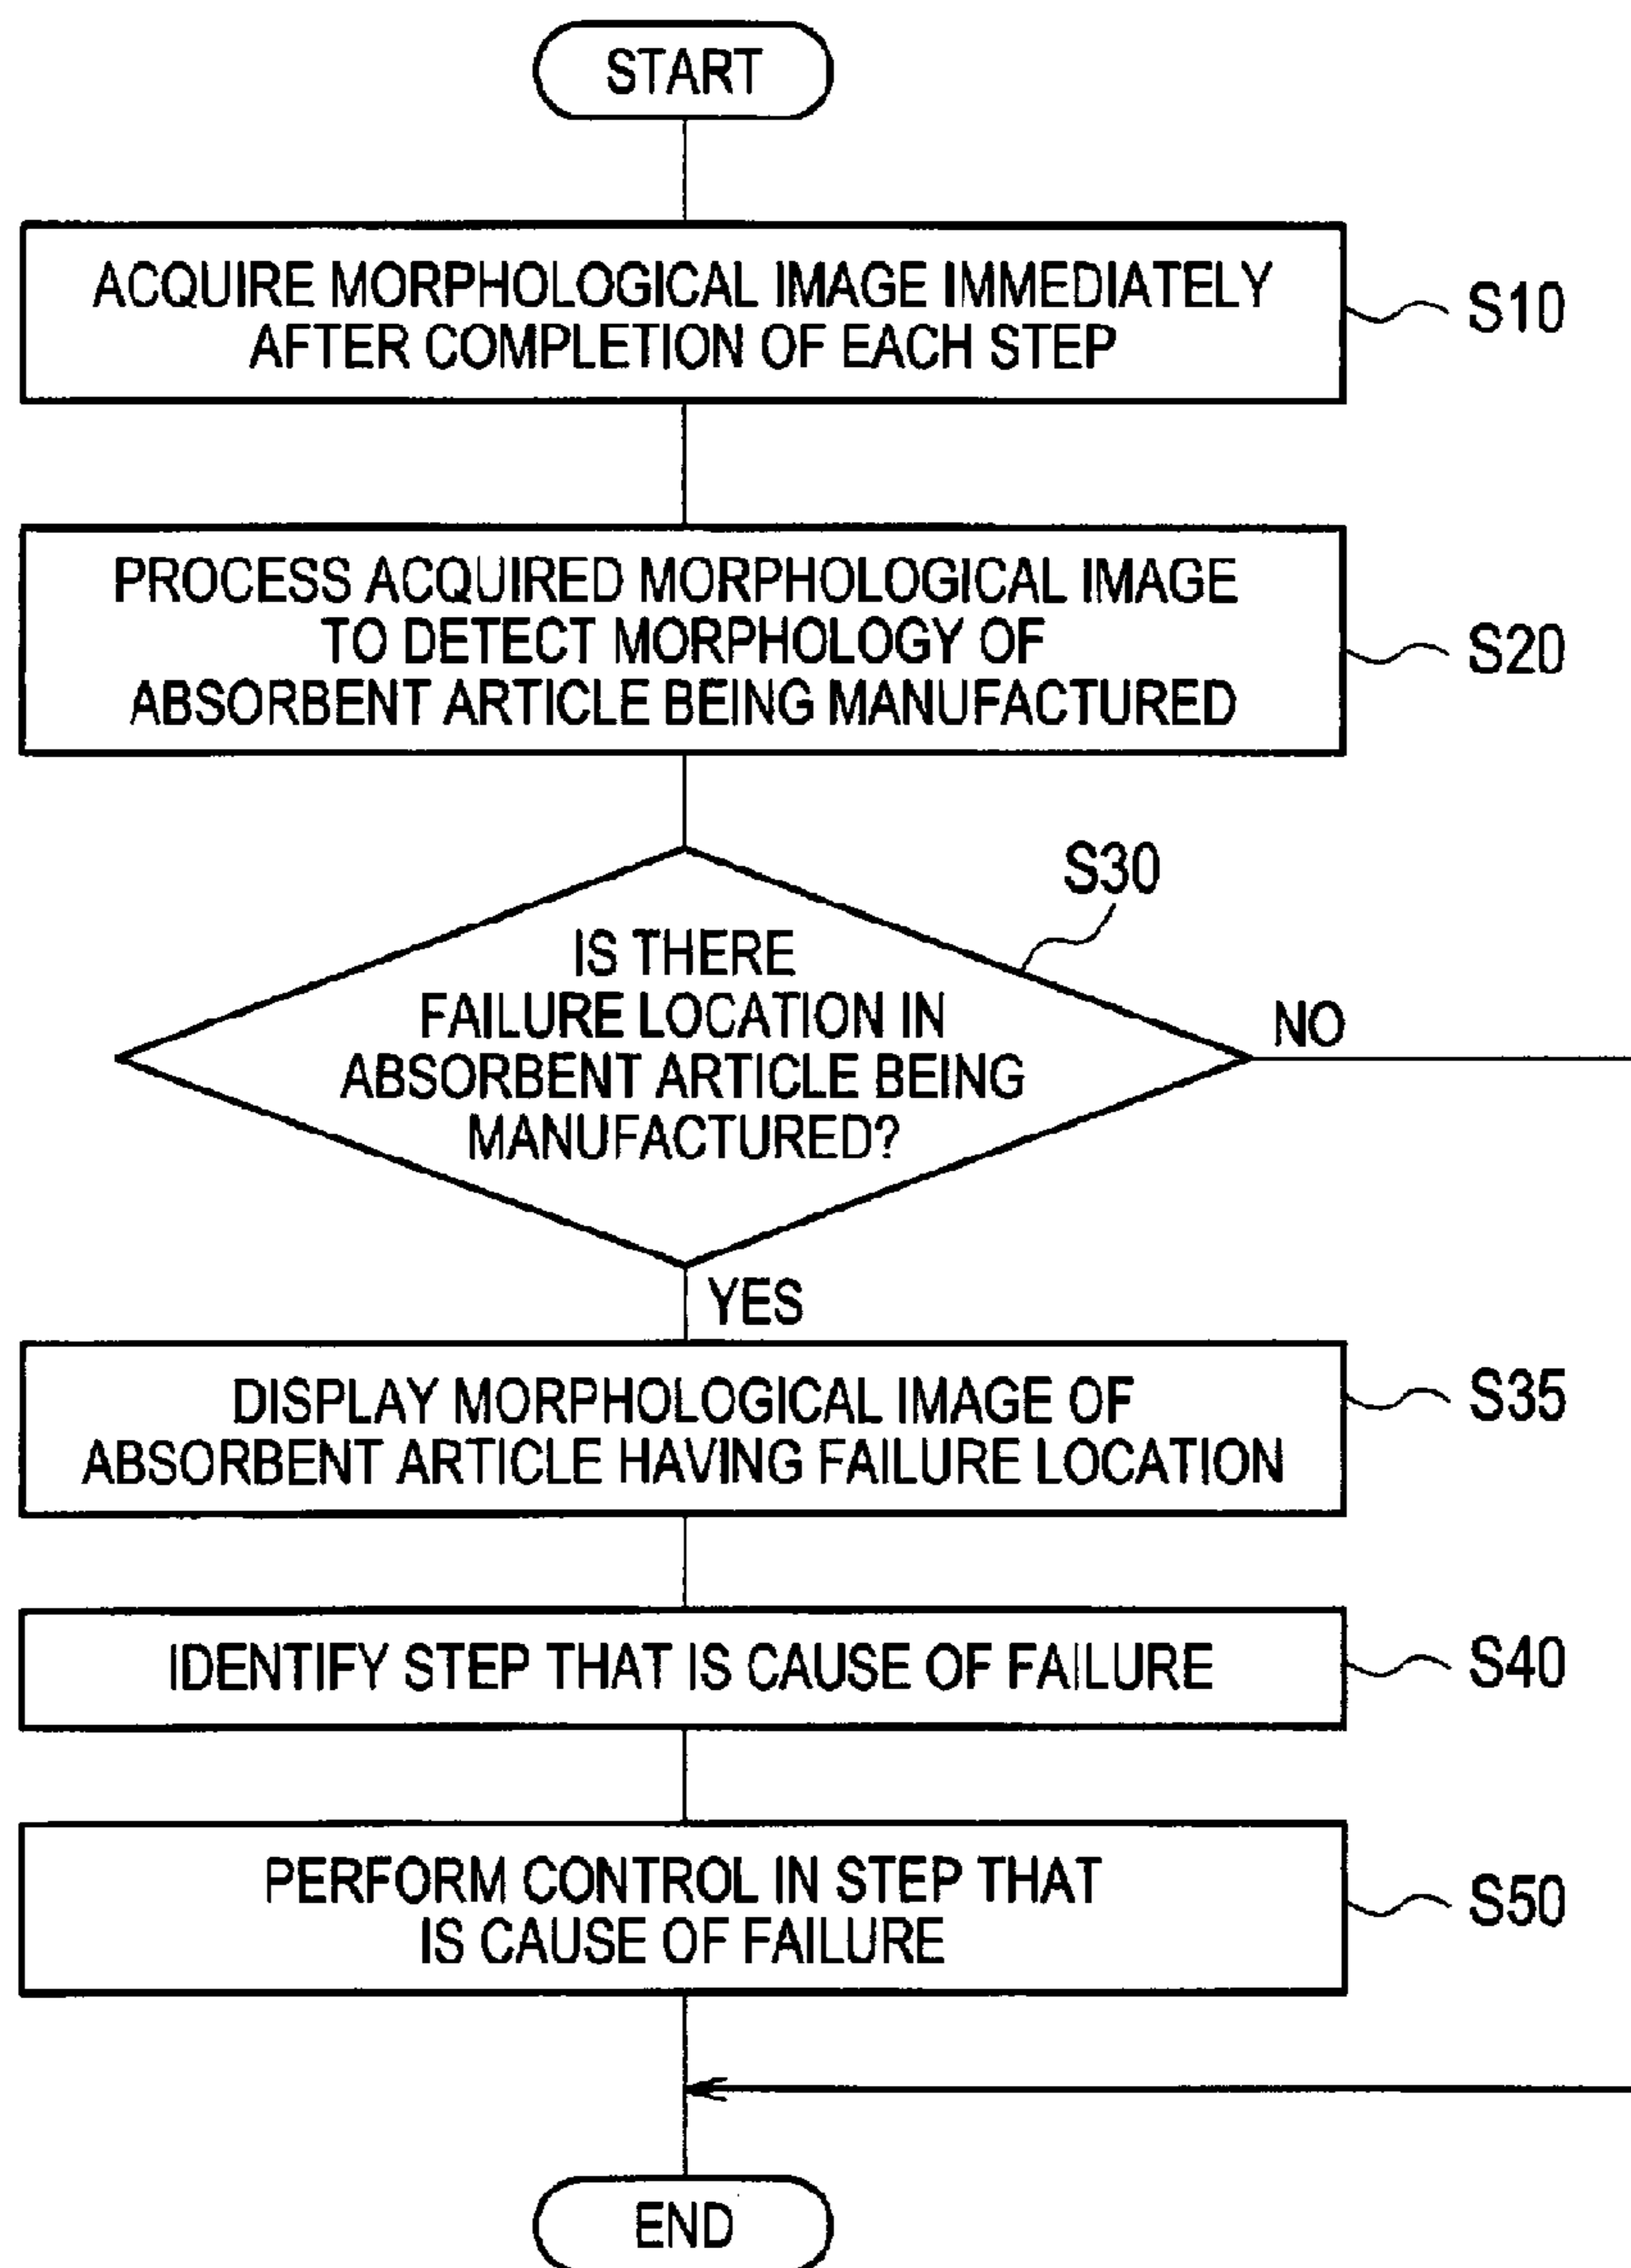 START
ACQUIRE MORPHOLOGICAL IMAGE IMMEDIATELY
AFTER COMPLETION OF EACH STEP
S10
PROCESS ACQUIRED MORPHOLOGICAL IMAGE
TO DETECT MORPHOLOGY OF
ABSORBENT ARTICLE BEING MANUFACTURED
S20
S30
IS THERE
FAILURE LOCATION IN
ABSORBENT ARTICLE BEING
MANUFACTURED?
NO
YES
DISPLAY MORPHOLOGICAL IMAGE OF
ABSORBENT ARTICLE HAVING FAILURE LOCATION
S35
IDENTIFY STEP THAT IS CAUSE OF FAILURE
S40
PERFORM CONTROL IN STEP THAT
IS CAUSE OF FAILURE
S50
END